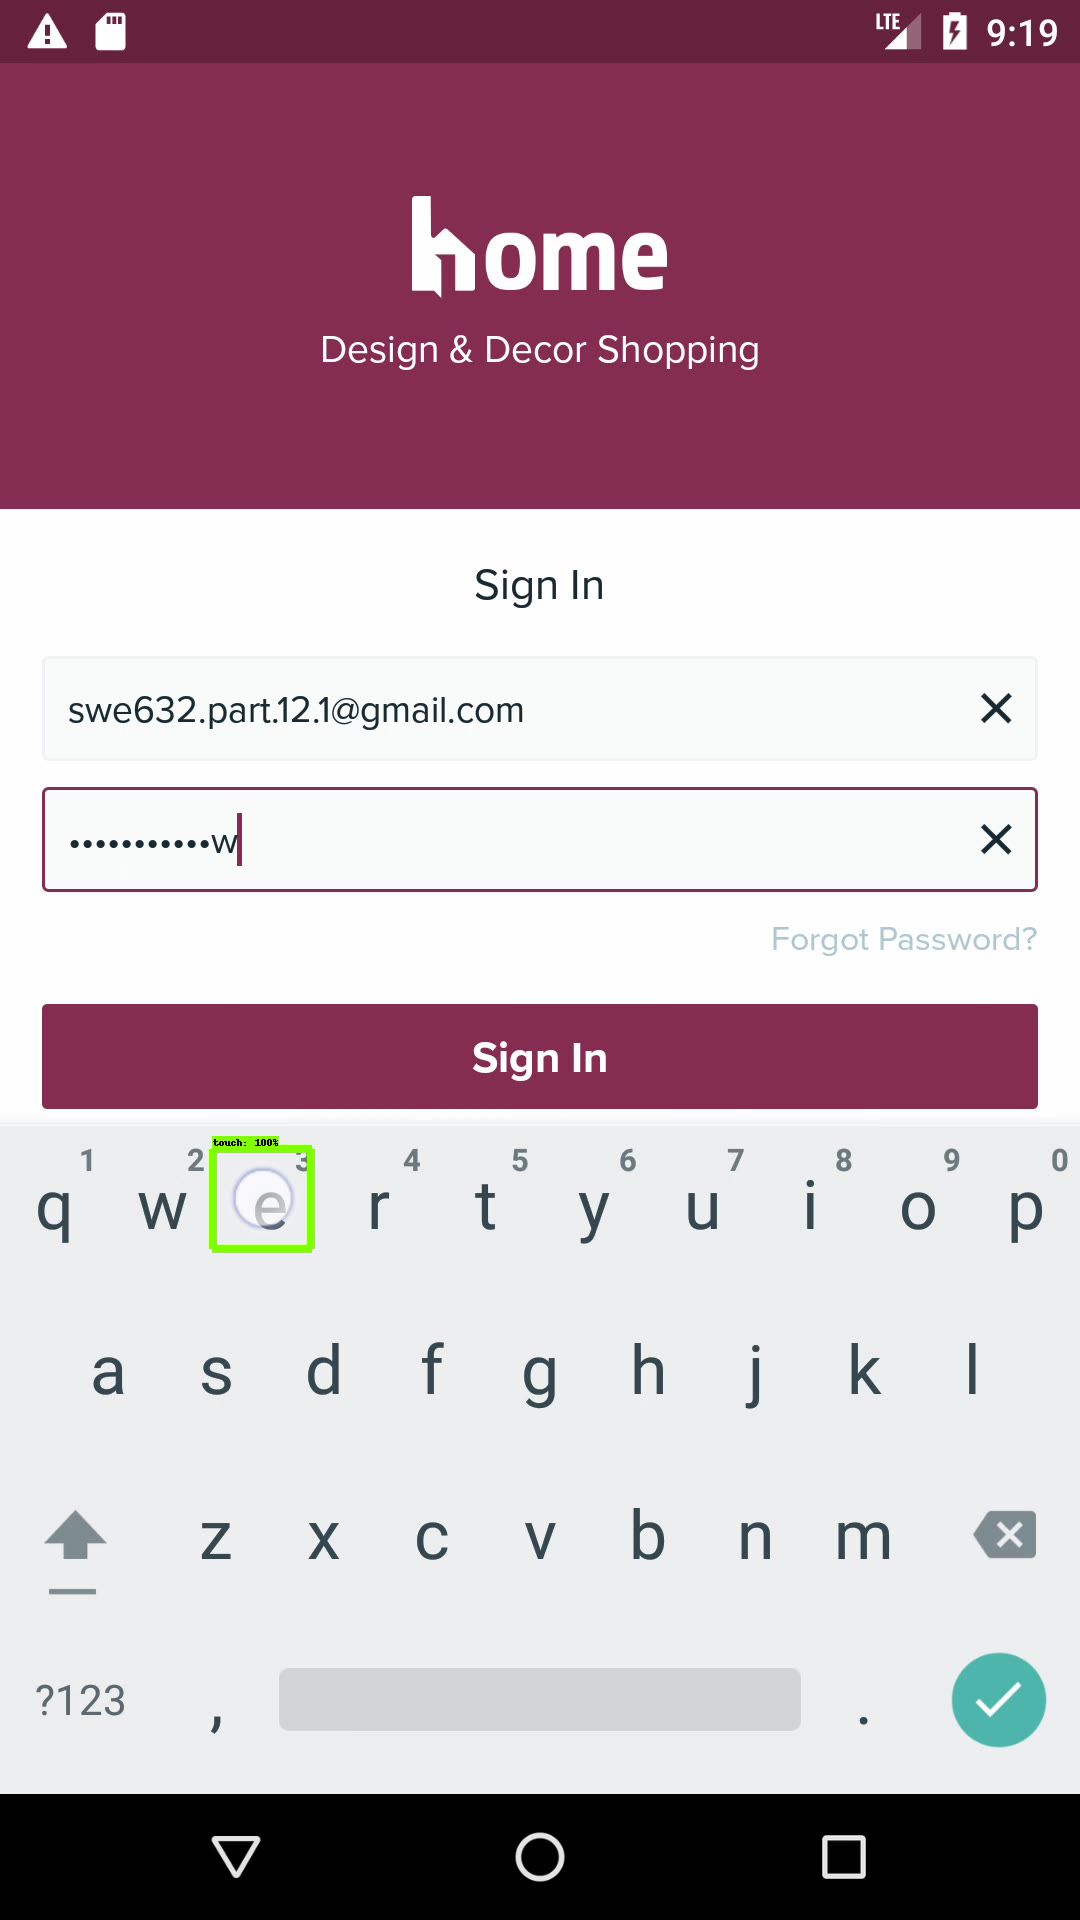 LTE 9:19
home
Design & Decor Shopping
Sign In
swe632.part.12.1@gmail.com
•••••••••••w
Forgot Password?
Sign In
touch: 100%
1 2 3 4 5 6 7 8 9 0
q w e r t y u i o p
a s d f g h j k l
z x c v b n m
?123 , .